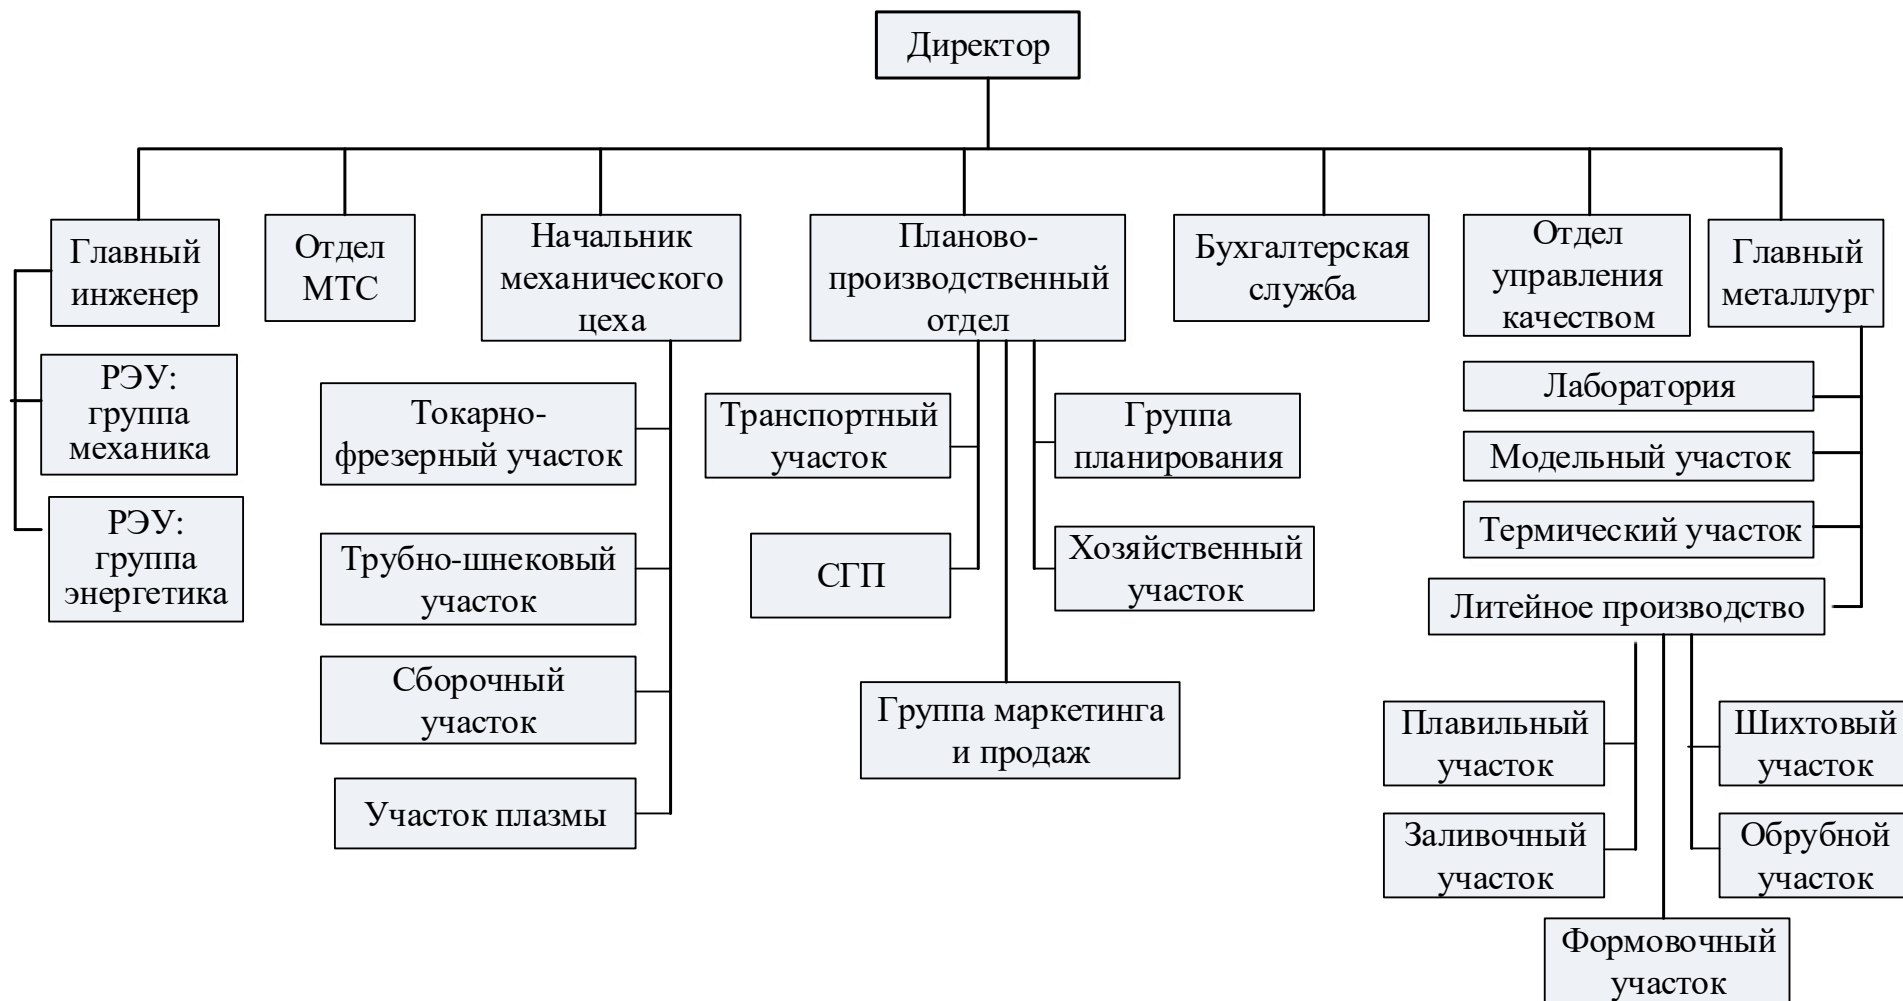 Директор
Главный
инженер
Отдел
МТС
Начальник
механического
цеха
Планово-
производственный
отдел
Бухгалтерская
служба
Отдел
управления
качеством
Главный
металлург
РЭУ:
группа
механика
РЭУ:
группа
энергетика
Токарно-
фрезерный участок
Трубно-шнековый
участок
Сборочный
участок
Участок плазмы
Транспортный
участок
СГП
Группа
планирования
Хозяйственный
участок
Группа маркетинга
и продаж
Лаборатория
Модельный участок
Термический участок
Литейное производство
Плавильный
участок
Заливочный
участок
Шихтовый
участок
Обрубной
участок
Формовочный
участок